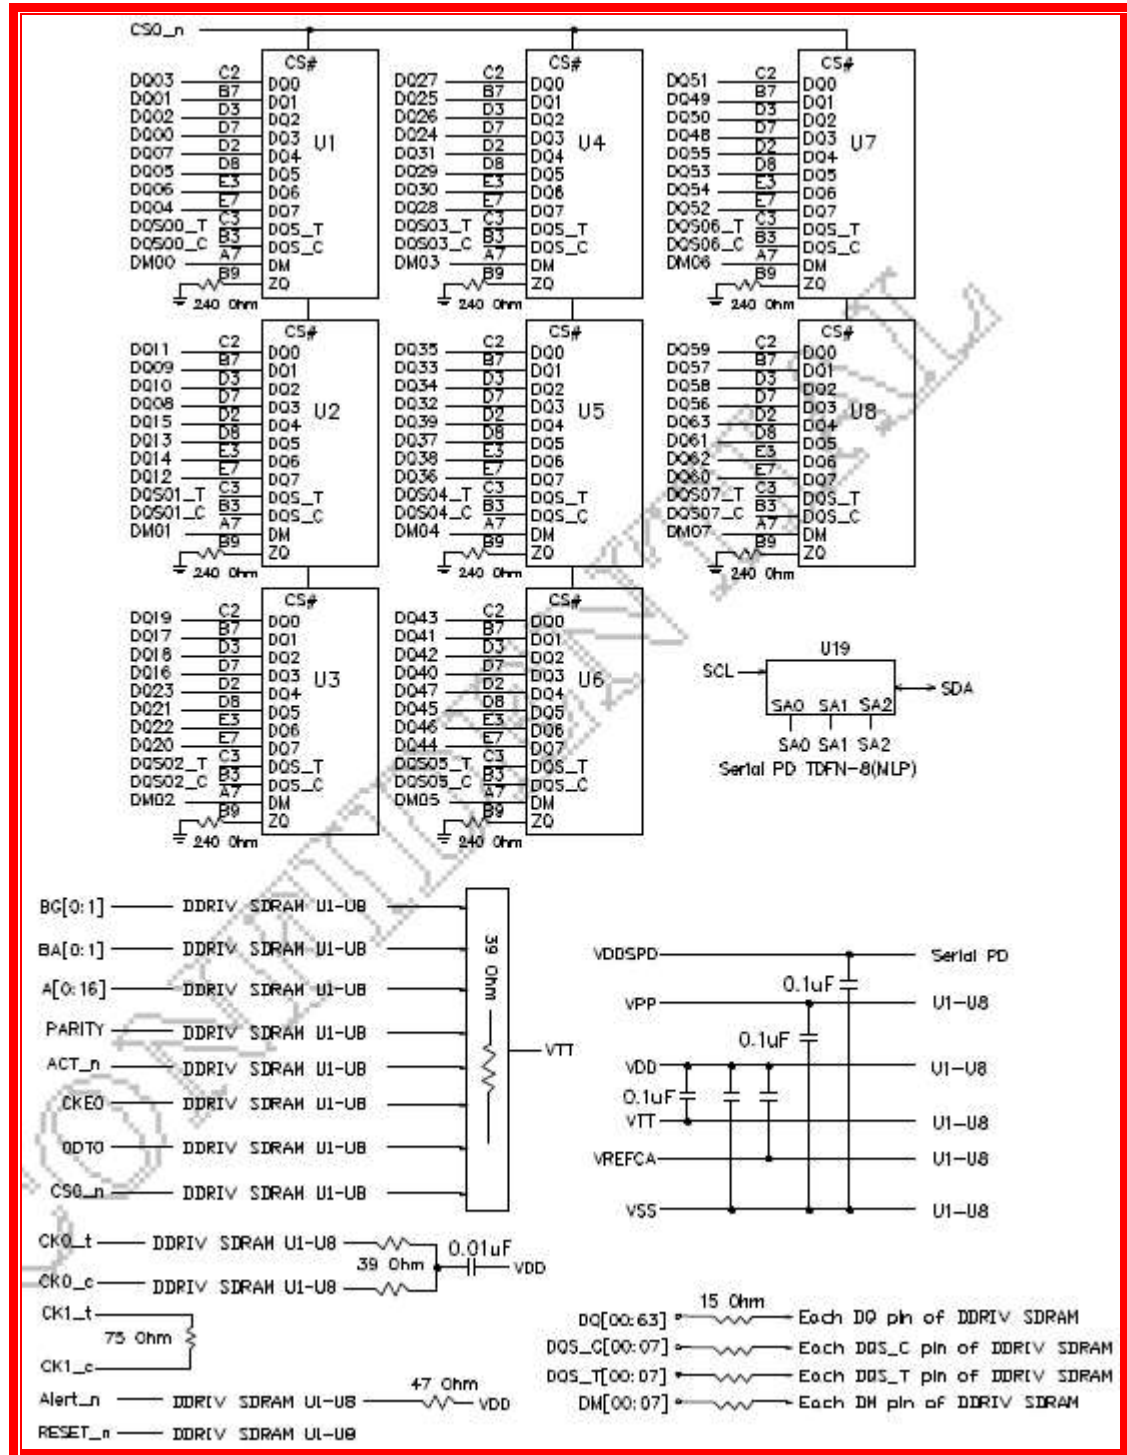 CS0_n
CS#
DQ03 C2 DQ0
DQ01 B7 DQ1
DQ02 D3 DQ2
DQ00 D7 DQ3
DQ07 D2 DQ4
DQ05 D8 DQ5
DQ06 E3 DQ6
DQ04 E7 DQ7
DQS00_T C3 DQS_T
DQS00_C B3 DQS_C
DM00 A7 DM
B9 ZQ
240 Ohm
U1
CS#
DQ27 C2 DQ0
DQ25 B7 DQ1
DQ26 D3 DQ2
DQ24 D7 DQ3
DQ31 D2 DQ4
DQ29 D8 DQ5
DQ30 E3 DQ6
DQ28 E7 DQ7
DQS03_T C3 DQS_T
DQS03_C B3 DQS_C
DM03 A7 DM
B9 ZQ
240 Ohm
U4
CS#
DQ51 C2 DQ0
DQ49 B7 DQ1
DQ50 D3 DQ2
DQ48 D7 DQ3
DQ55 D2 DQ4
DQ53 D8 DQ5
DQ54 E3 DQ6
DQ52 E7 DQ7
DQS06_T C3 DQS_T
DQS06_C B3 DQS_C
DM06 A7 DM
B9 ZQ
240 Ohm
U7
CS#
DQ11 C2 DQ0
DQ09 B7 DQ1
DQ10 D3 DQ2
DQ08 D7 DQ3
DQ15 D2 DQ4
DQ13 D8 DQ5
DQ14 E3 DQ6
DQ12 E7 DQ7
DQS01_T C3 DQS_T
DQS01_C B3 DQS_C
DM01 A7 DM
B9 ZQ
240 Ohm
U2
CS#
DQ35 C2 DQ0
DQ33 B7 DQ1
DQ34 D3 DQ2
DQ32 D7 DQ3
DQ39 D2 DQ4
DQ37 D8 DQ5
DQ38 E3 DQ6
DQ36 E7 DQ7
DQS04_T C3 DQS_T
DQS04_C B3 DQS_C
DM04 A7 DM
B9 ZQ
240 Ohm
U5
CS#
DQ59 C2 DQ0
DQ57 B7 DQ1
DQ58 D3 DQ2
DQ56 D7 DQ3
DQ63 D2 DQ4
DQ61 D8 DQ5
DQ62 E3 DQ6
DQ60 E7 DQ7
DQS07_T C3 DQS_T
DQS07_C B3 DQS_C
DM07 A7 DM
B9 ZQ
240 Ohm
U8
CS#
DQ19 C2 DQ0
DQ17 B7 DQ1
DQ18 D3 DQ2
DQ16 D7 DQ3
DQ23 D2 DQ4
DQ21 D8 DQ5
DQ22 E3 DQ6
DQ20 E7 DQ7
DQS02_T C3 DQS_T
DQS02_C B3 DQS_C
DM02 A7 DM
B9 ZQ
240 Ohm
U3
CS#
DQ43 C2 DQ0
DQ41 B7 DQ1
DQ42 D3 DQ2
DQ40 D7 DQ3
DQ47 D2 DQ4
DQ45 D8 DQ5
DQ46 E3 DQ6
DQ44 E7 DQ7
DQS05_T C3 DQS_T
DQS05_C B3 DQS_C
DM05 A7 DM
B9 ZQ
240 Ohm
U6
U19
SCL
SDA
SA0 SA1 SA2
SA0 SA1 SA2
Serial PD TDFN-8(MLP)
BG[0:1] DDRIV SDRAM U1-U8
BA[0:1] DDRIV SDRAM U1-U8
A[0:16] DDRIV SDRAM U1-U8
PARITY DDRIV SDRAM U1-U8
ACT_n DDRIV SDRAM U1-U8
CKE0 DDRIV SDRAM U1-U8
ODT0 DDRIV SDRAM U1-U8
CS0_n DDRIV SDRAM U1-U8
39 Ohm
VTT
VDDSPD Serial PD
0.1uF
VPP U1-U8
0.1uF
VDD U1-U8
0.1uF
VTT U1-U8
VREFCA U1-U8
VSS U1-U8
CK0_t DDRIV SDRAM U1-U8
39 Ohm
0.01uF
VDD
CK0_c DDRIV SDRAM U1-U8
CK1_t
75 Ohm
CK1_c
Alert_n DDRIV SDRAM U1-U8
47 Ohm
VDD
RESET_n DDRIV SDRAM U1-U8
15 Ohm
DQ[00:63] Each DQ pin of DDRIV SDRAM
DQS_C[00:07] Each DQS_C pin of DDRIV SDRAM
DQS_T[00:07] Each DQS_T pin of DDRIV SDRAM
DM[00:07] Each DM pin of DDRIV SDRAM
CONFIDENTIAL